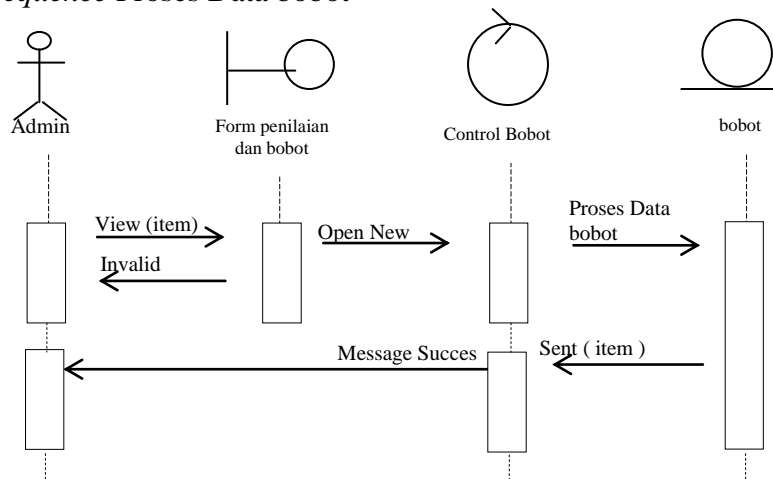 Proses Data bobot
Admin
Form penilaian
dan bobot
Control Bobot
bobot
View (item)
Invalid
Open New
Proses Data
bobot
Message Succes
Sent ( item )